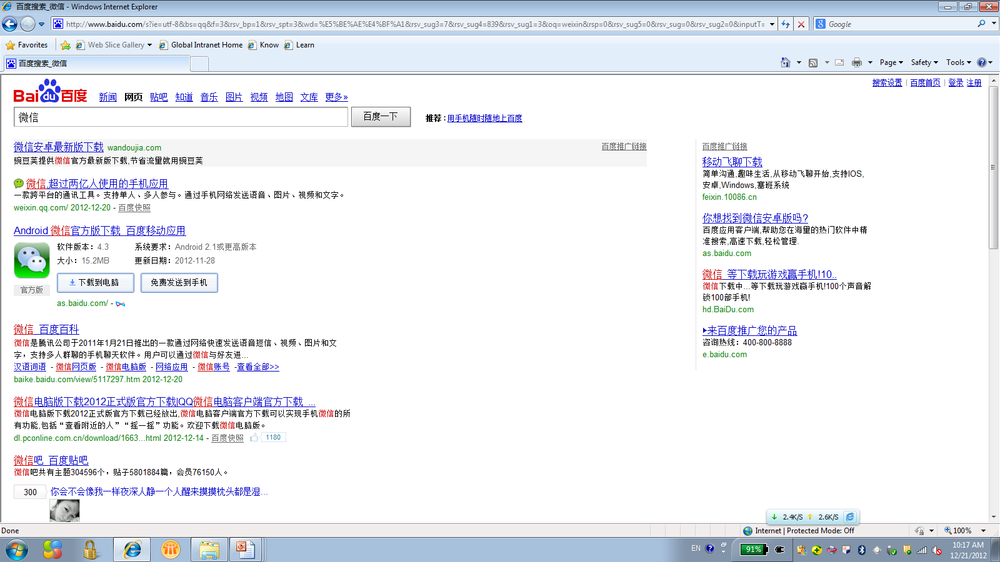 百度搜索_微信 - Windows Internet Explorer
http://www.baidu.com/s?ie=utf-8&bs=qq&f=3&rsv_bp=1&rsv_spt=3&wd=%E5%BE%AE%E4%BF%A1&rsv_sug3=7&rsv_sug4=839&rsv_sug1=3&oq=weixin&rsp=0&rsv_sug5=0&rsv_sug=0&rsv_sug2=0&inputT= Google
Favorites Web Slice Gallery Global Intranet Home Know Learn
百度搜索_微信 Page Safety Tools
搜索设置 | 百度首页 | 登录 注册
Bai du 百度 新闻 网页 贴吧 知道 音乐 图片 视频 地图 文库 更多»
微信 百度一下 推荐 : 用手机随时随地上百度
微信安卓最新版下载 wandoujia.com 百度推广链接
豌豆荚提供微信官方最新版下载,节省流量就用豌豆荚
微信,超过两亿人使用的手机应用
一款跨平台的通讯工具。支持单人、多人参与。通过手机网络发送语音、图片、视频和文字。
weixin.qq.com/ 2012-12-20 - 百度快照
Android 微信官方版下载_百度移动应用
软件版本：4.3 系统要求：Android 2.1或更高版本
大小：15.2MB 更新日期：2012-11-28
下载到电脑 免费发送到手机
官方版
as.baidu.com/ -
微信_百度百科
微信是腾讯公司于2011年1月21日推出的一款通过网络快速发送语音短信、视频、图片和文
字，支持多人群聊的手机聊天软件。用户可以通过微信与好友进...
汉语词语 - 微信网页版 - 微信电脑版 - 网络应用 - 微信账号 -查看全部>>
baike.baidu.com/view/5117297.htm 2012-12-20
微信电脑版下载2012正式版官方下载|QQ微信电脑客户端官方下载_...
微信电脑版下载2012正式版官方下载已经放出,微信电脑客户端官方下载可以实现手机微信的所
有功能,包括“查看附近的人”“摇一摇”功能。欢迎下载微信电脑版。
dl.pconline.com.cn/download/1663...html 2012-12-14 - 百度快照 1180
微信吧_百度贴吧
微信吧共有主题304596个，贴子5801884篇，会员76150人。
300 你会不会像我一样夜深人静一个人醒来摸摸枕头都是湿...
百度推广链接
移动飞聊下载
简单沟通,趣味生活,从移动飞聊开始,支持IOS,
安卓,Windows,塞班系统
feixin.10086.cn
你想找到微信安卓版吗?
百度应用客户端,帮助您在海量的热门软件中精
准搜索,高速下载,轻松管理.
as.baidu.com
微信_等下载玩游戏赢手机!10..
微信下载中...等下载玩游戏赢手机!100个声音解
锁100部手机!
hd.BaiDu.com
来百度推广您的产品
咨询热线：400-800-8888
e.baidu.com
2.4K/S 2.6K/S
Done Internet | Protected Mode: Off 100%
EN 91% 10:17 AM
12/21/2012